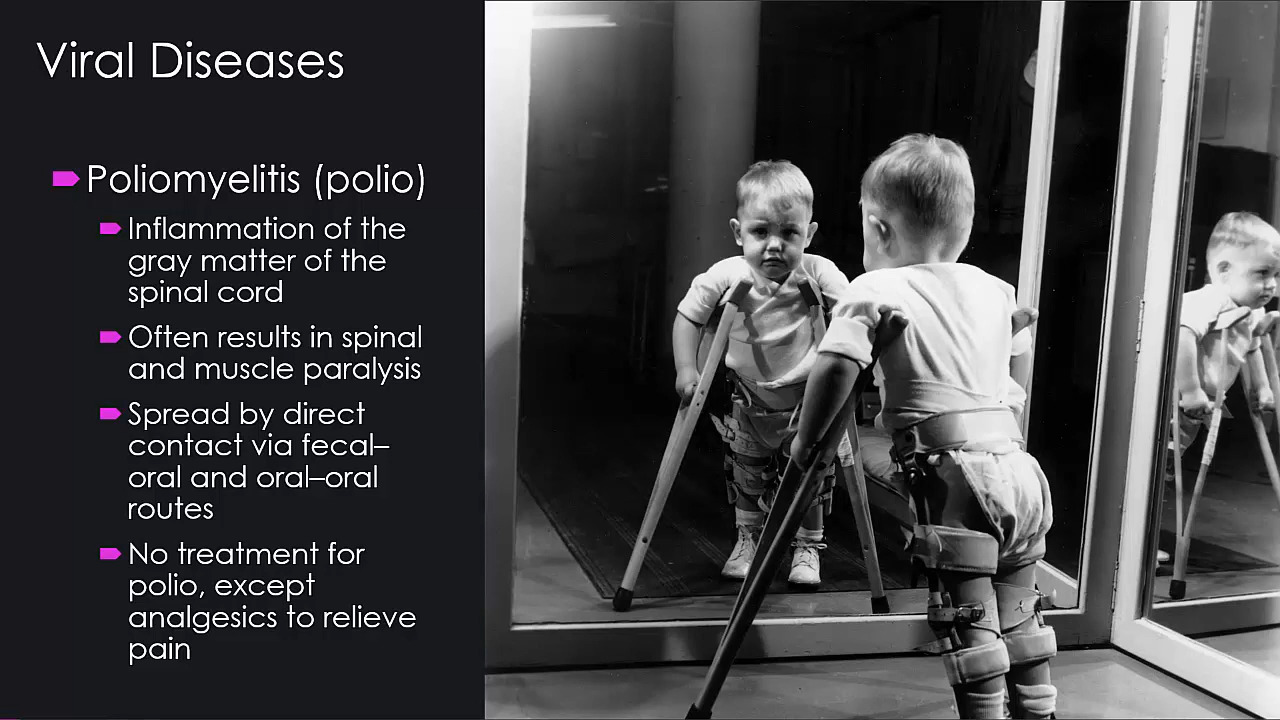 Viral Diseases
Poliomyelitis (polio)
Inflammation of the
gray matter of the
spinal cord
Often results in spinal
and muscle paralysis
Spread by direct
contact via fecal–
oral and oral–oral
routes
No treatment for
polio, except
analgesics to relieve
pain